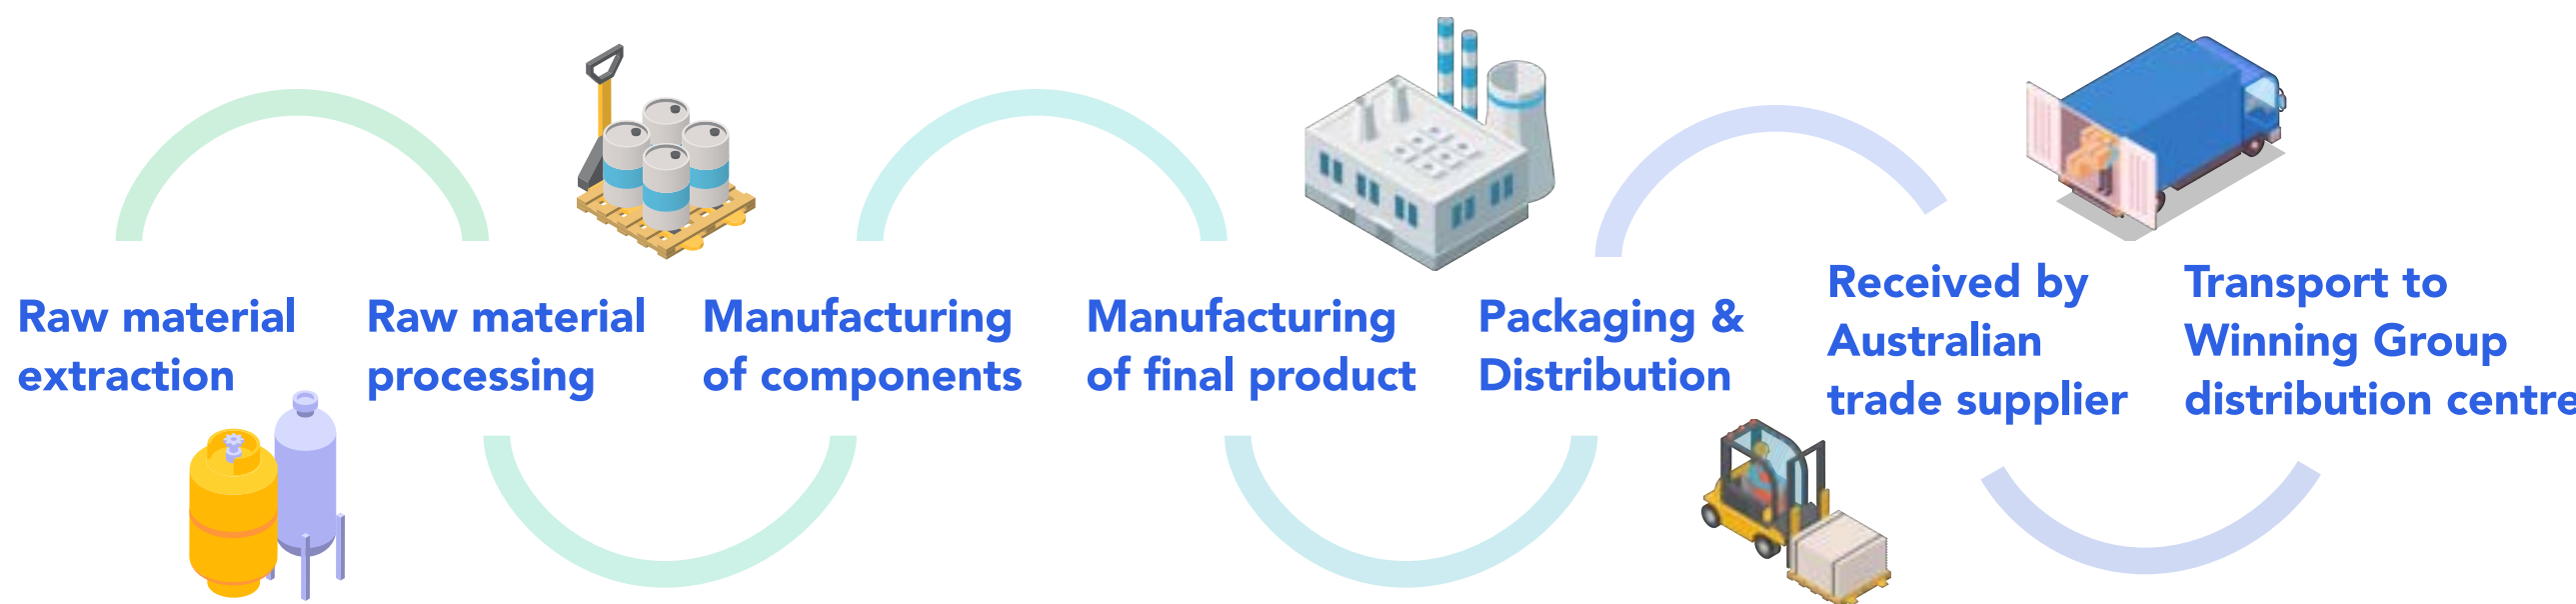 Raw material
extraction
Raw material
processing
Manufacturing
of components
Manufacturing
of final product
Packaging &
Distribution
Received by
Australian
trade supplier
Transport to
Winning Group
distribution centre